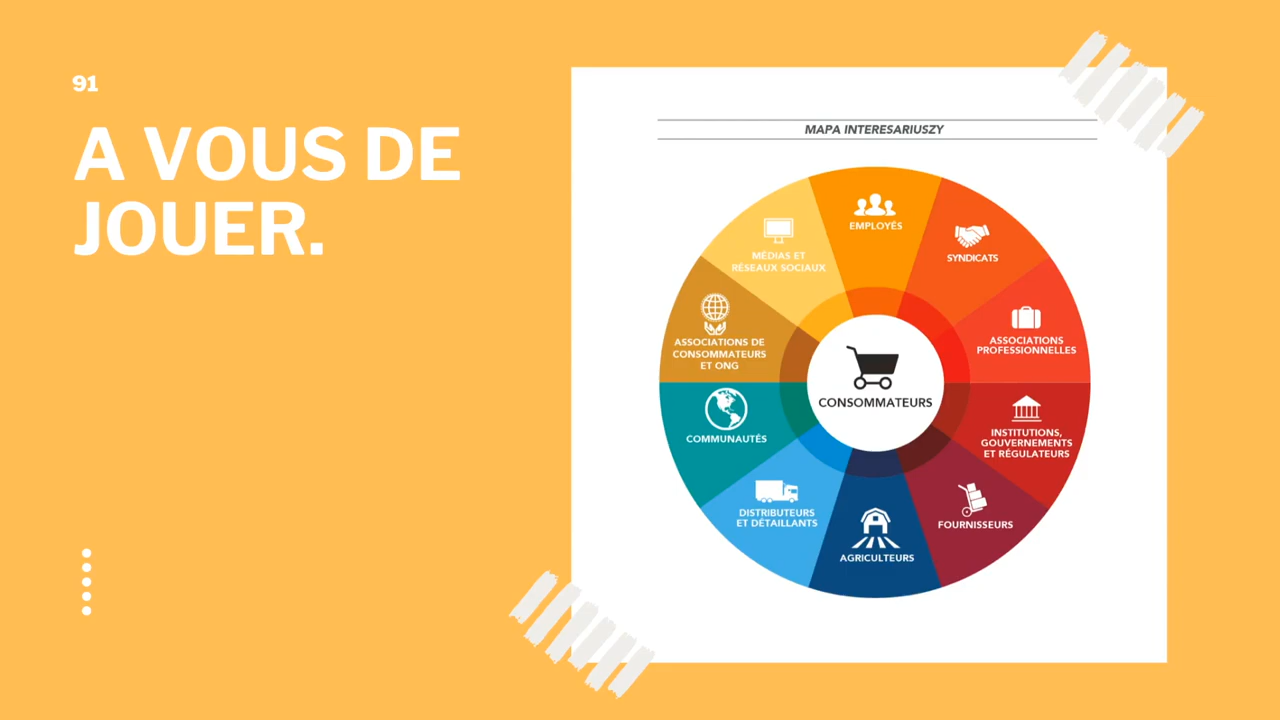 91
A VOUS DE
JOUER.
MAPA INTERESARIUSZY
EMPLOYÉS
SYNDICATS
ASSOCIATIONS
PROFESSIONNELLES
INSTITUTIONS,
GOUVERNEMENTS
ET RÉGULATEURS
FOURNISSEURS
AGRICULTEURS
DISTRIBUTEURS
ET DÉTAILLANTS
COMMUNAUTÉS
ASSOCIATIONS DE
CONSOMMATEURS
ET ONG
MÉDIAS ET
RÉSEAUX SOCIAUX
CONSOMMATEURS